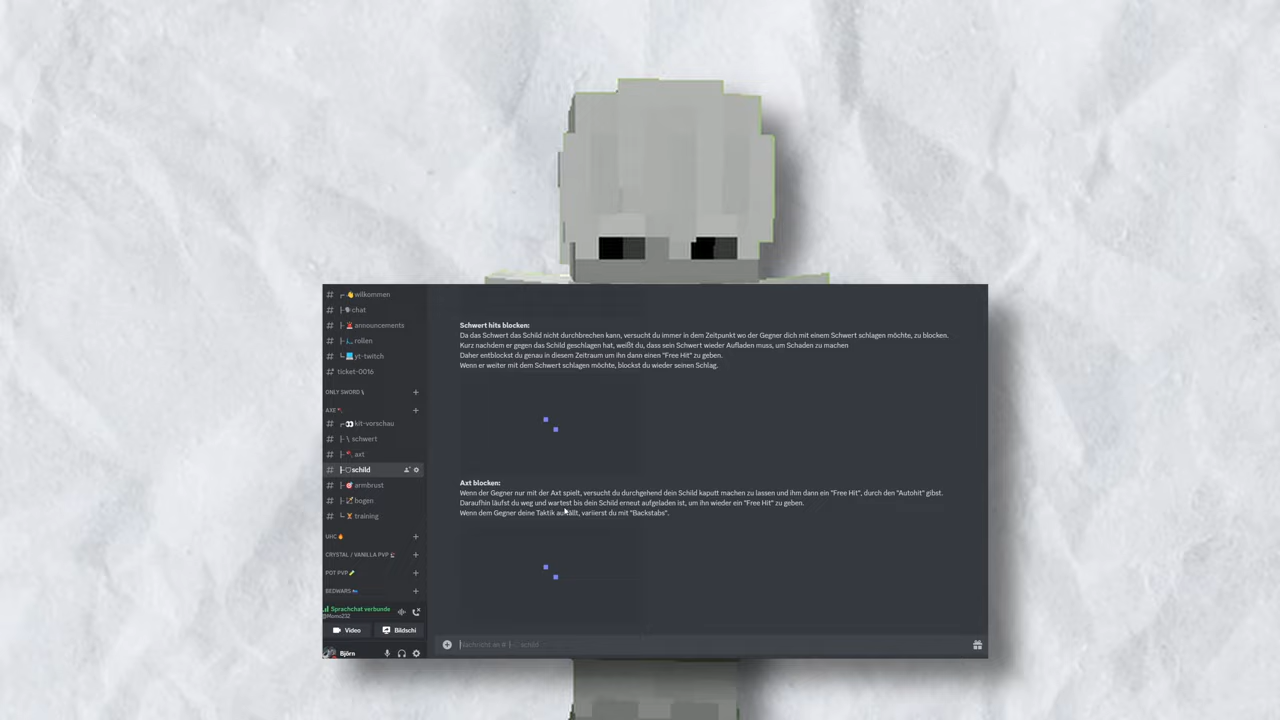 wilkommen
chat
announcements
rollen
yt-twitch
ticket-0016
ONLY SWORD
AXE
kit-vorschau
schwert
axt
schild
armbrust
bogen
training
UHC
CRYSTAL / VANILLA PVP
POT PVP
BEDWARS
Sprachchat verbunde
@Memo232
Video
Bildschi
Björn
Schwert hits blocken:
Da das Schwert das Schild nicht durchbrechen kann, versucht du immer in dem Zeitpunkt wo der Gegner dich mit einem Schwert schlagen möchte, zu blocken.
Kurz nachdem er gegen das Schild geschlagen hat, weißt du, dass sein Schwert wieder Aufladen muss, um Schaden zu machen
Daher entblockst du genau in diesem Zeitraum um ihn dann einen "Free Hit" zu geben.
Wenn er weiter mit dem Schwert schlagen möchte, blockst du wieder seinen Schlag.
Axt blocken:
Wenn der Gegner nur mit der Axt spielt, versucht du durchgehend dein Schild kaputt machen zu lassen und ihm dann ein "Free Hit", durch den "Autohit" gibst.
Daraufhin läufst du weg und wartest bis dein Schild erneut aufgeladen ist, um ihn wieder ein "Free Hit" zu geben.
Wenn dem Gegner deine Taktik auffällt, variierst du mit "Backstabs".
Nachricht an # schild